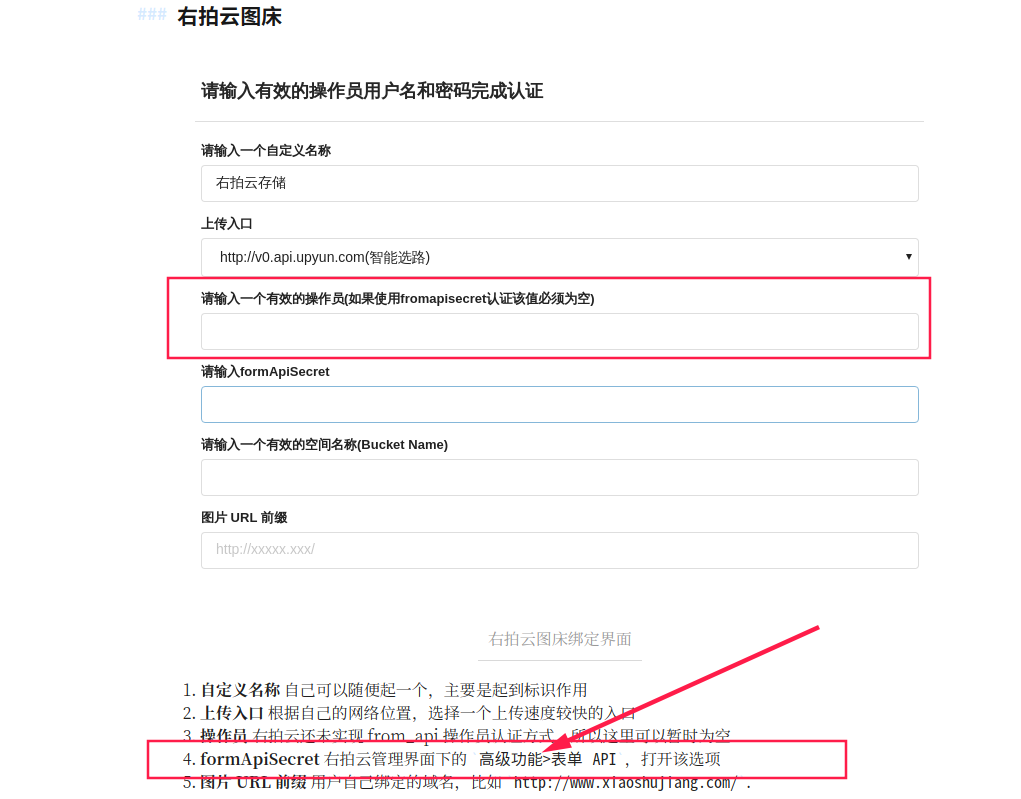 ### 右拍云图床
请输入有效的操作员用户名和密码完成认证
请输入一个自定义名称
右拍云存储
上传入口
http://v0.api.upyun.com(智能选路)
请输入一个有效的操作员(如果使用fromapisecret认证该值必须为空)
请输入formApiSecret
请输入一个有效的空间名称(Bucket Name)
图片 URL 前缀
http://xxxxx.xxx/
右拍云图床绑定界面
1. 自定义名称 自己可以随便起一个，主要是起到标识作用
2. 上传入口 根据自己的网络位置，选择一个上传速度较快的入口
3. 操作员 右拍云还未实现 from_api 操作员认证方式，所以这里可以暂时为空
4. formApiSecret 右拍云管理界面下的 高级功能>表单 API ，打开该选项
5. 图片 URL 前缀 用户自己绑定的域名，比如 http://www.xiaoshujiang.com/ .